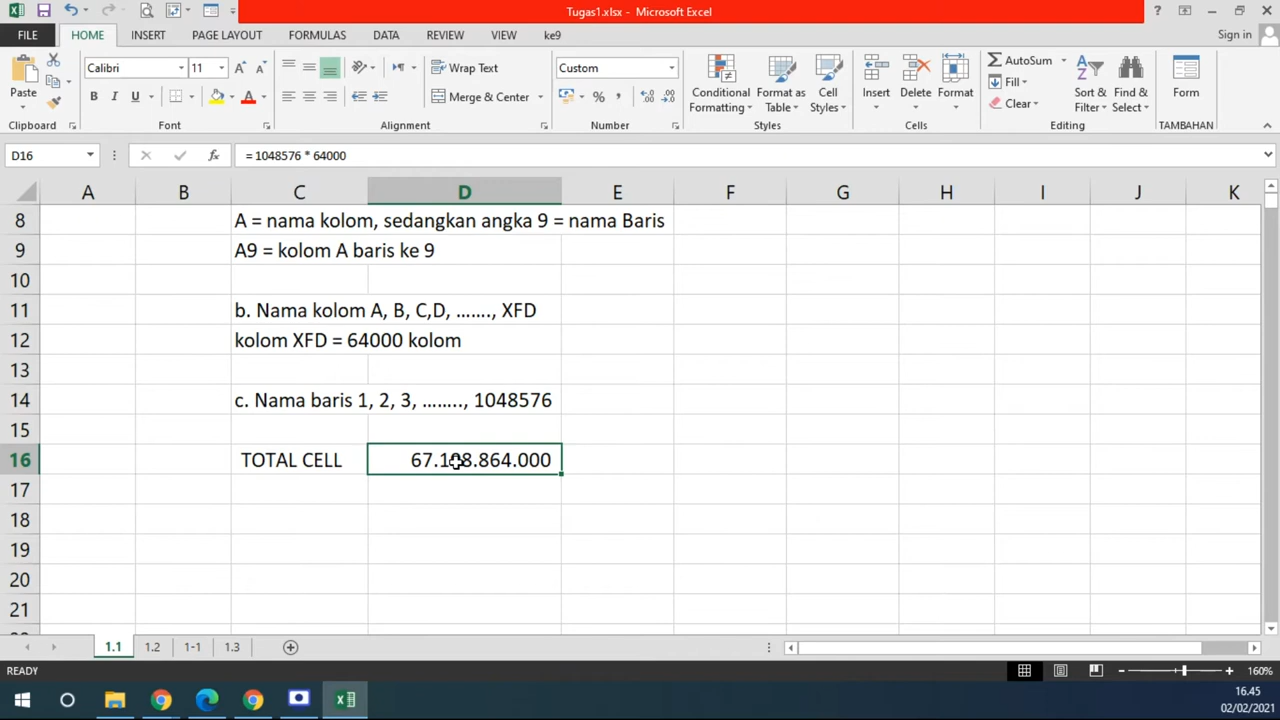 Tugas1.xlsx - Microsoft Excel
?
FILE
HOME
INSERT
PAGE LAYOUT
FORMULAS
DATA
REVIEW
VIEW
ke9
Sign in
Paste
Calibri
11
B I U
Wrap Text
Merge & Center
Custom
%
Conditional
Formatting
Format as
Table
Cell
Styles
Insert
Delete
Format
AutoSum
Fill
Clear
Sort &
Filter
Find &
Select
Form
Clipboard
Font
Alignment
Number
Styles
Cells
Editing
TAMBAHAN
D16
fx
= 1048576 * 64000
A B C D E F G H I J K
8 A = nama kolom, sedangkan angka 9 = nama Baris
9 A9 = kolom A baris ke 9
10
11 b. Nama kolom A, B, C,D, ......., XFD
12 kolom XFD = 64000 kolom
13
14 c. Nama baris 1, 2, 3, ........, 1048576
15
16 TOTAL CELL
17
18
19
20
21
1.1 1.2 1-1 1.3
READY
160%
16.45
02/02/2021